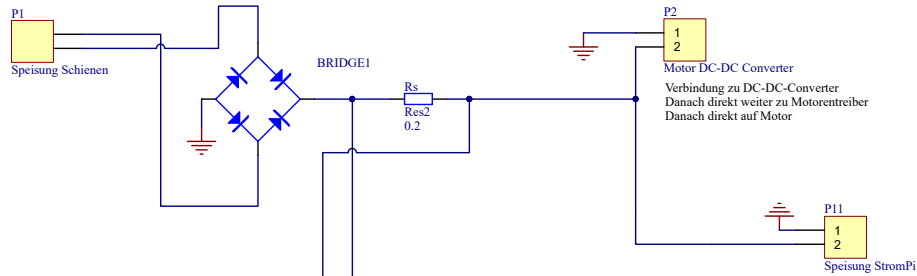 P1
Speisung Schienen
BRIDGE1
Rs
Res2
0.2
P2
1
2
Motor DC-DC Converter
Verbindung zu DC-DC-Converter
Danach direkt weiter zu Motorentreiber
Danach direkt auf Motor
P11
1
2
Speisung StromPi